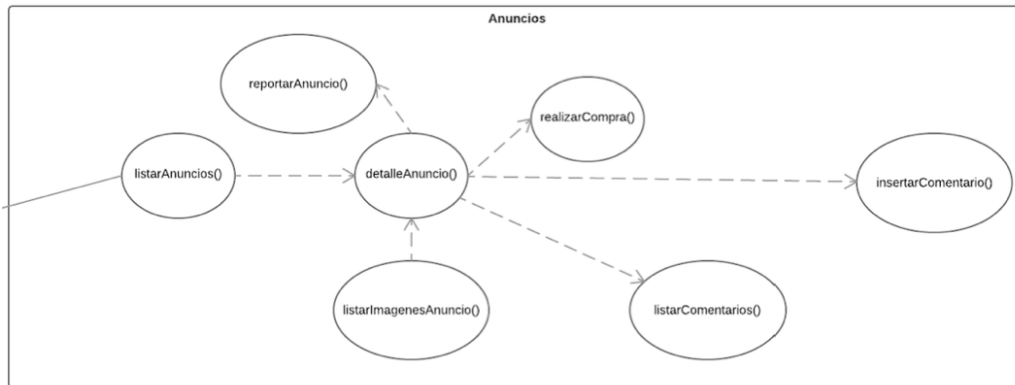 Anuncios
reportarAnuncio()
realizarCompra()
listarAnuncios()
detalleAnuncio()
insertarComentario()
listarImagenesAnuncio()
listarComentarios()